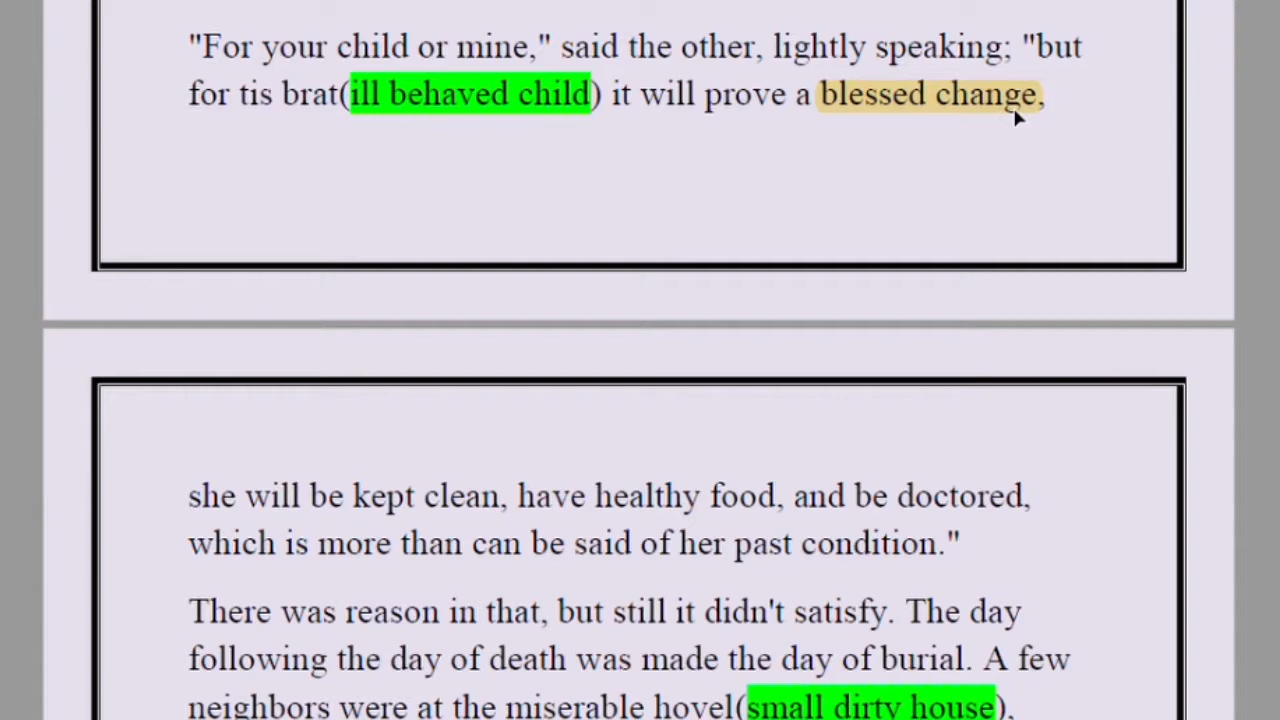 "For your child or mine," said the other, lightly speaking; "but
for tis brat(ill behaved child) it will prove a blessed change,
she will be kept clean, have healthy food, and be doctored,
which is more than can be said of her past condition."
There was reason in that, but still it didn't satisfy. The day
following the day of death was made the day of burial. A few
neighbors were at the miserable hovel(small dirty house),